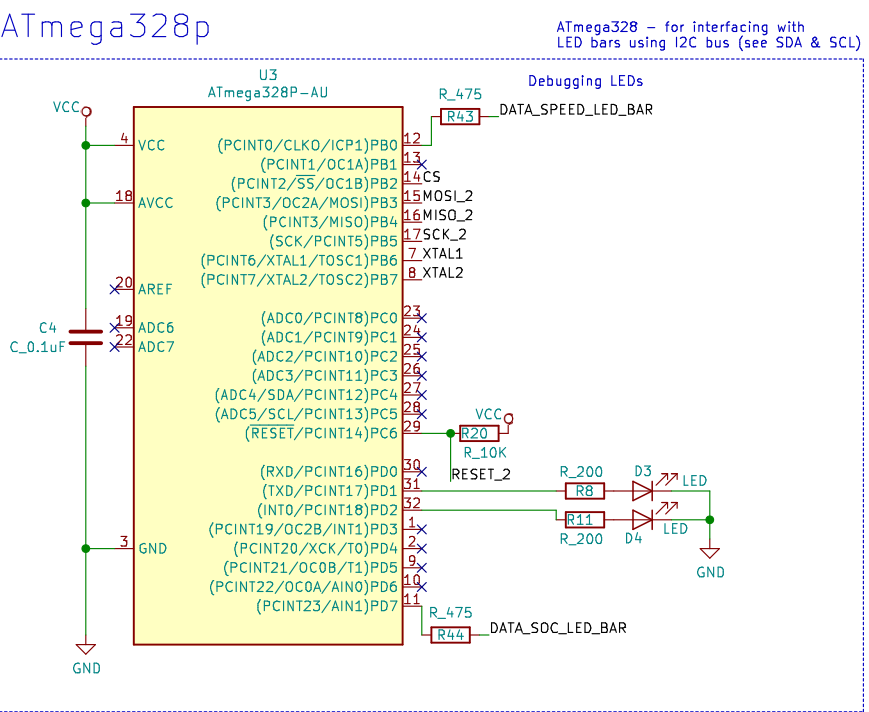 ATmega328p
ATmega328 - for interfacing with
LED bars using I2C bus (see SDA & SCL)
U3
ATmega328P-AU
Debugging LEDs
VCC
R_475
R43
DATA_SPEED_LED_BAR
4 VCC
(PCINT0/CLKO/ICP1)PB0 12
(PCINT1/OC1A)PB1 13
(PCINT2/SS/OC1B)PB2 14 CS
18 AVCC
(PCINT3/OC2A/MOSI)PB3 15 MOSI_2
(PCINT3/MISO)PB4 16 MISO_2
(SCK/PCINT5)PB5 17 SCK_2
(PCINT6/XTAL1/TOSC1)PB6 7 XTAL1
(PCINT7/XTAL2/TOSC2)PB7 8 XTAL2
20 AREF
(ADC0/PCINT8)PC0 23
C4
19 ADC6
(ADC1/PCINT9)PC1 24
C_0.1uF
22 ADC7
(ADC2/PCINT10)PC2 25
(ADC3/PCINT11)PC3 26
(ADC4/SDA/PCINT12)PC4 27
(ADC5/SCL/PCINT13)PC5 28
VCC
(RESET/PCINT14)PC6 29
R20
R_10K
(RXD/PCINT16)PD0 30
RESET_2
R_200
D3
LED
(TXD/PCINT17)PD1 31
R8
(INT0/PCINT18)PD2 32
R11
(PCINT19/OC2B/INT1)PD3 1
LED
R_200
D4
3 GND
(PCINT20/XCK/T0)PD4 2
(PCINT21/OC0B/T1)PD5 9
GND
(PCINT22/OC0A/AIN0)PD6 10
(PCINT23/AIN1)PD7 11
R_475
R44
DATA_SOC_LED_BAR
GND